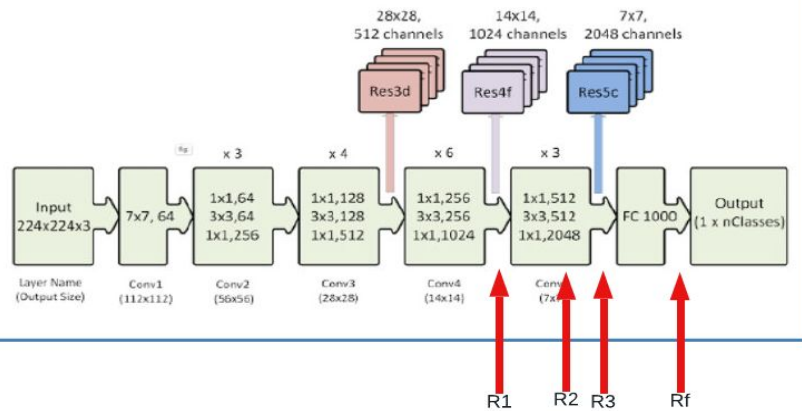 28x28,
512 channels
14x14,
1024 channels
7x7,
2048 channels
Res3d
Res4f
Res5c
x 3
x 4
x 6
x 3
Input
224x224x3
7x7, 64
1x1,64
3x3,64
1x1,256
1x1,128
3x3,128
1x1,512
1x1,256
3x3,256
1x1,1024
1x1,512
3x3,512
1x1,2048
FC 1000
Output
(1 x nClasses)
Layer Name
(Output Size)
Conv1
(112x112)
Conv2
(56x56)
Conv3
(28x28)
Conv4
(14x14)
R1
R2
R3
Rf